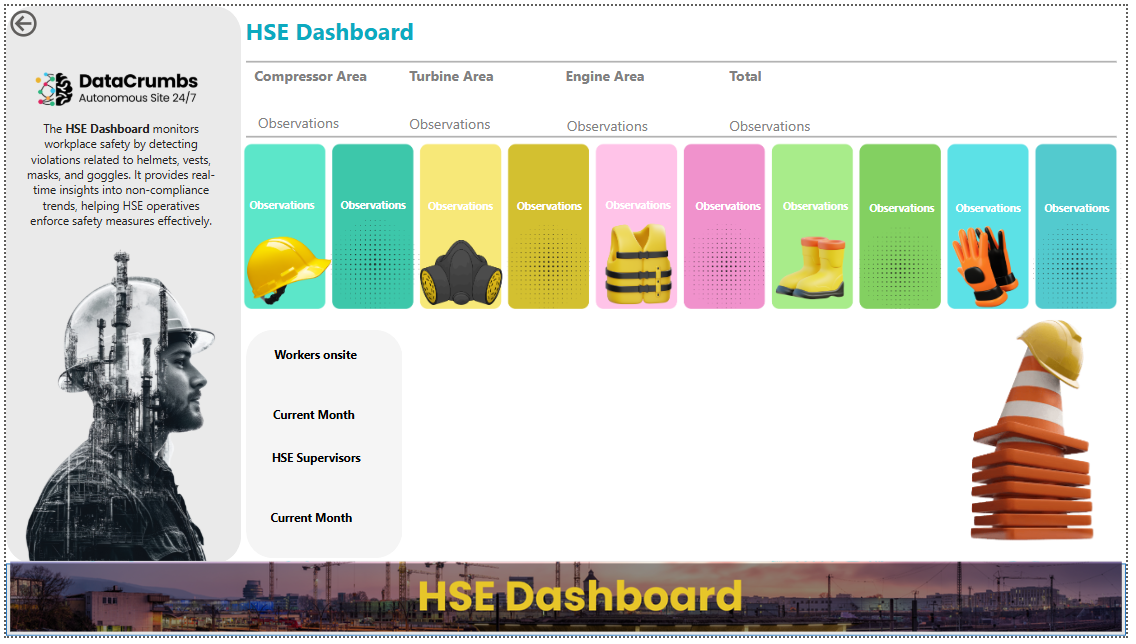 HSE Dashboard
DataCrumbs
Autonomous Site 24/7
The HSE Dashboard monitors
workplace safety by detecting
violations related to helmets, vests,
masks, and goggles. It provides real-
time insights into non-compliance
trends, helping HSE operatives
enforce safety measures effectively.
Compressor Area
Turbine Area
Engine Area
Total
Observations
Observations
Observations
Observations
Observations
Observations
Observations
Observations
Observations
Observations
Observations
Observations
Observations
Observations
Workers onsite
Current Month
HSE Supervisors
Current Month
HSE Dashboard